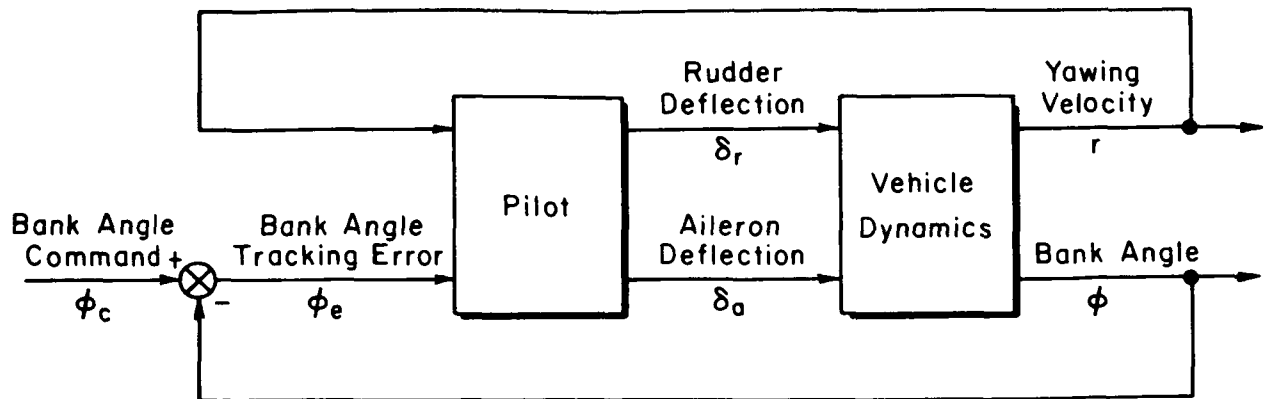 Rudder
Deflection
δr
Yawing
Velocity
r
Pilot
Vehicle
Dynamics
Bank Angle
Command +
ϕc
-
Bank Angle
Tracking Error
ϕe
Aileron
Deflection
δa
Bank Angle
ϕ